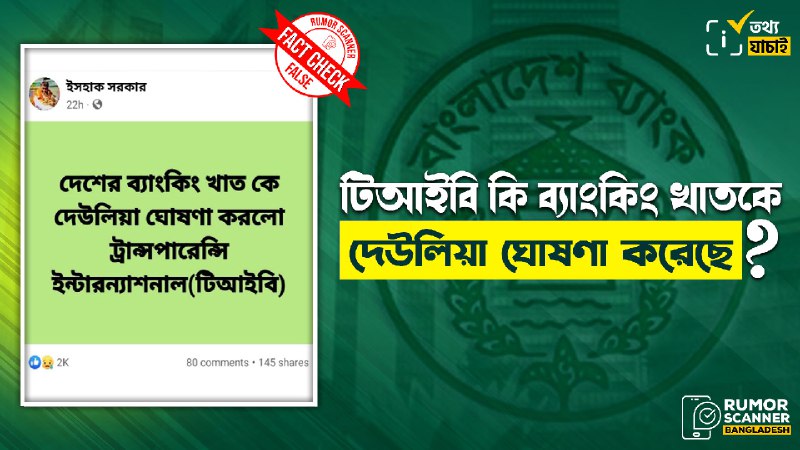 RUMOR SCANNER
FACT CHECK
FALSE
তথ্য
যাচাই
ইসহাক সরকার
22h
দেশের ব্যাংকিং খাত কে
দেউলিয়া ঘোষণা করলো
ট্রান্সপারেন্সি
ইন্টারন্যাশনাল(টিআইবি)
2K
80 comments • 145 shares
বাংলাদেশ ব্যাংক
টিআইবি কি ব্যাংকিং খাতকে
দেউলিয়া ঘোষণা করেছে?
RUMOR
SCANNER
BANGLADESH